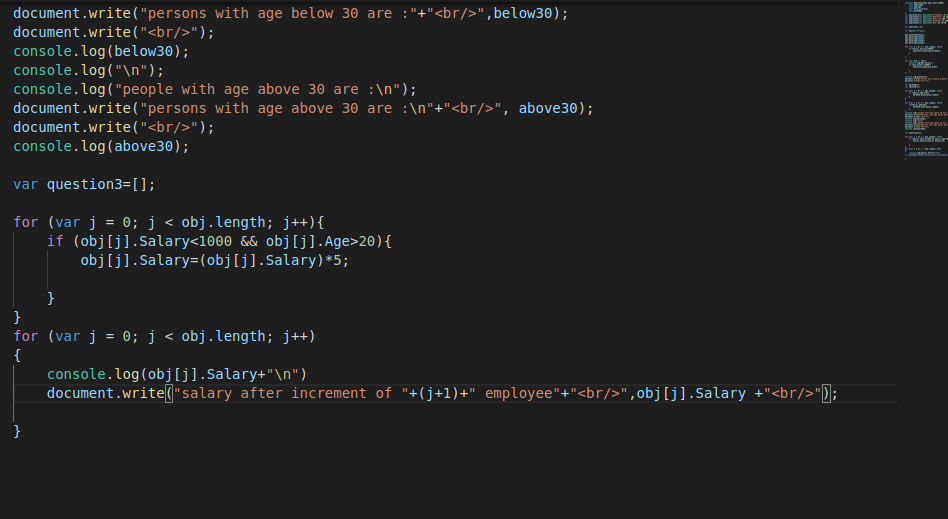 document.write("persons with age below 30 are :"+"<br/>",below30);
document.write("<br/>");
console.log(below30);
console.log("\n");
console.log("people with age above 30 are :\n");
document.write("persons with age above 30 are :\n"+"<br/>", above30);
document.write("<br/>");
console.log(above30);
var question3=[];
for (var j = 0; j < obj.length; j++){
if (obj[j].Salary<1000 && obj[j].Age>20){
obj[j].Salary=(obj[j].Salary)*5;
}
}
for (var j = 0; j < obj.length; j++)
{
console.log(obj[j].Salary+"\n")
document.write("salary after increment of "+(j+1)+" employee"+"<br/>",obj[j].Salary +"<br/>");
}